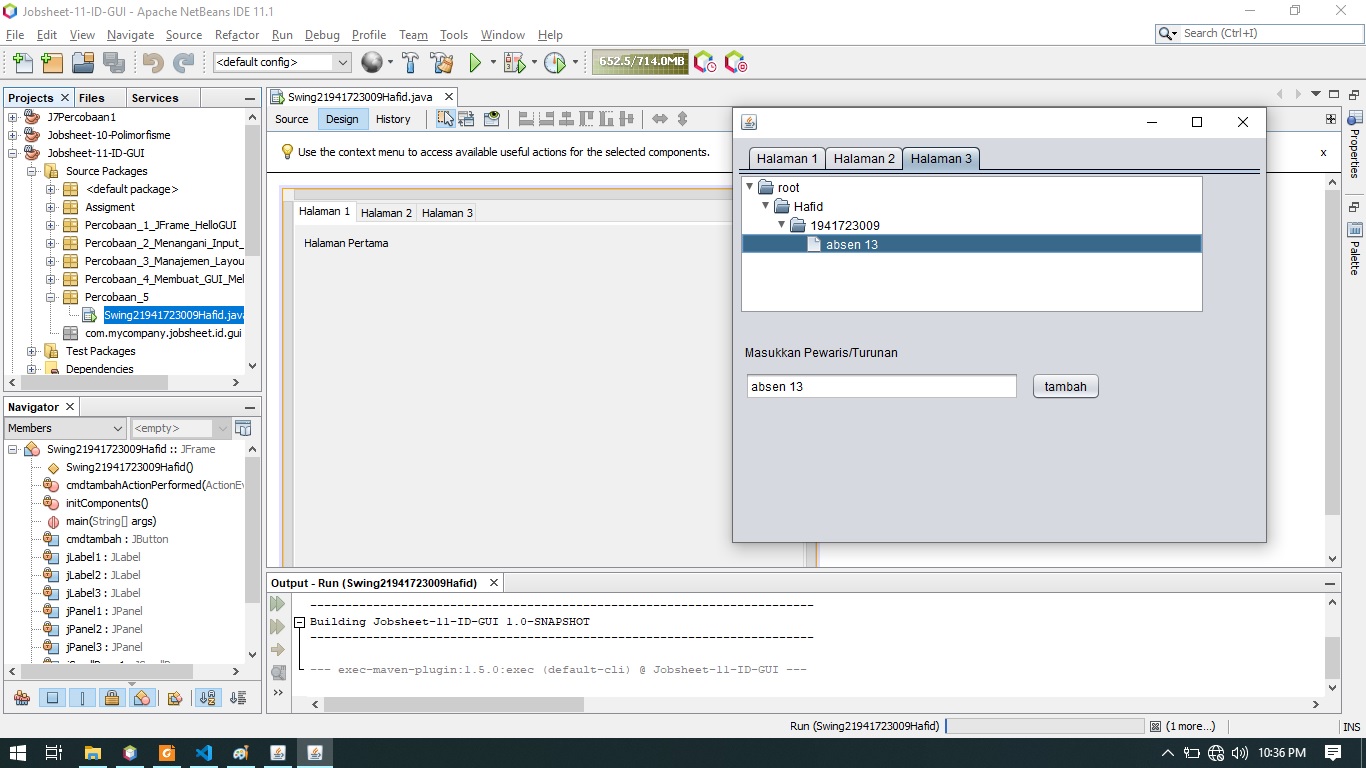 Jobsheet-11-ID-GUI - Apache NetBeans IDE 11.1
File Edit View Navigate Source Refactor Run Debug Profile Team Tools Window Help
Search (Ctrl+I)
<default config>
652.5/714.0MB
Projects Files Services
J7Percobaan1
Jobsheet-10-Polimorfisme
Jobsheet-11-ID-GUI
Source Packages
<default package>
Assigment
Percobaan_1_JFrame_HelloGUI
Percobaan_2_Menangani_Input_
Percobaan_3_Manajemen_Layou
Percobaan_4_Membuat_GUI_Mel
Percobaan_5
Swing21941723009Hafid.java
com.mycompany.jobsheet.id.gui
Test Packages
Dependencies
Navigator
Members
<empty>
Swing21941723009Hafid :: JFrame
Swing21941723009Hafid()
cmdtambahActionPerformed(ActionEv
initComponents()
main(String[] args)
cmdtambah : JButton
jLabel1 : JLabel
jLabel2 : JLabel
jLabel3 : JLabel
jPanel1 : JPanel
jPanel2 : JPanel
jPanel3 : JPanel
Swing21941723009Hafid.java
Source Design History
Use the context menu to access available useful actions for the selected components.
x
Halaman 1 Halaman 2 Halaman 3
Halaman Pertama
Halaman 1 Halaman 2 Halaman 3
root
Hafid
1941723009
absen 13
Masukkan Pewaris/Turunan
absen 13
tambah
Properties
Palette
Output - Run (Swing21941723009Hafid)
------------------------------------------------------------------------
Building Jobsheet-11-ID-GUI 1.0-SNAPSHOT
------------------------------------------------------------------------
--- exec-maven-plugin:1.5.0:exec (default-cli) @ Jobsheet-11-ID-GUI ---
Run (Swing21941723009Hafid)
(1 more...)
INS
10:36 PM